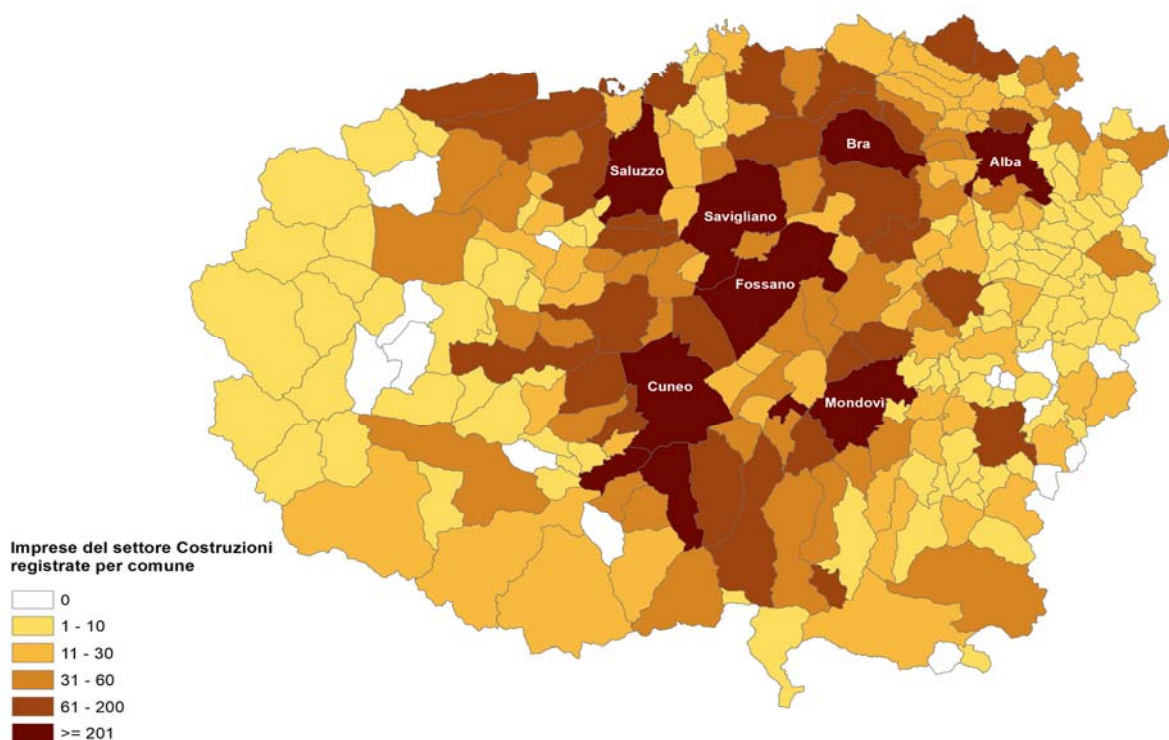 Bra
Alba
Saluzzo
Savigliano
Fossano
Cuneo
Mondovì
Imprese del settore Costruzioni
registrate per comune
0
1 - 10
11 - 30
31 - 60
61 - 200
>= 201